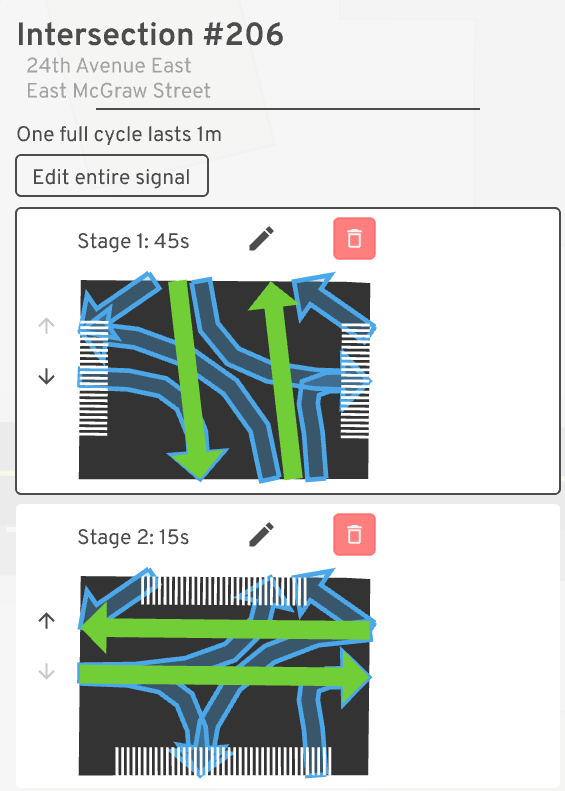 Intersection #206
24th Avenue East
East McGraw Street
One full cycle lasts 1m
Edit entire signal
Stage 1: 45s
Stage 2: 15s